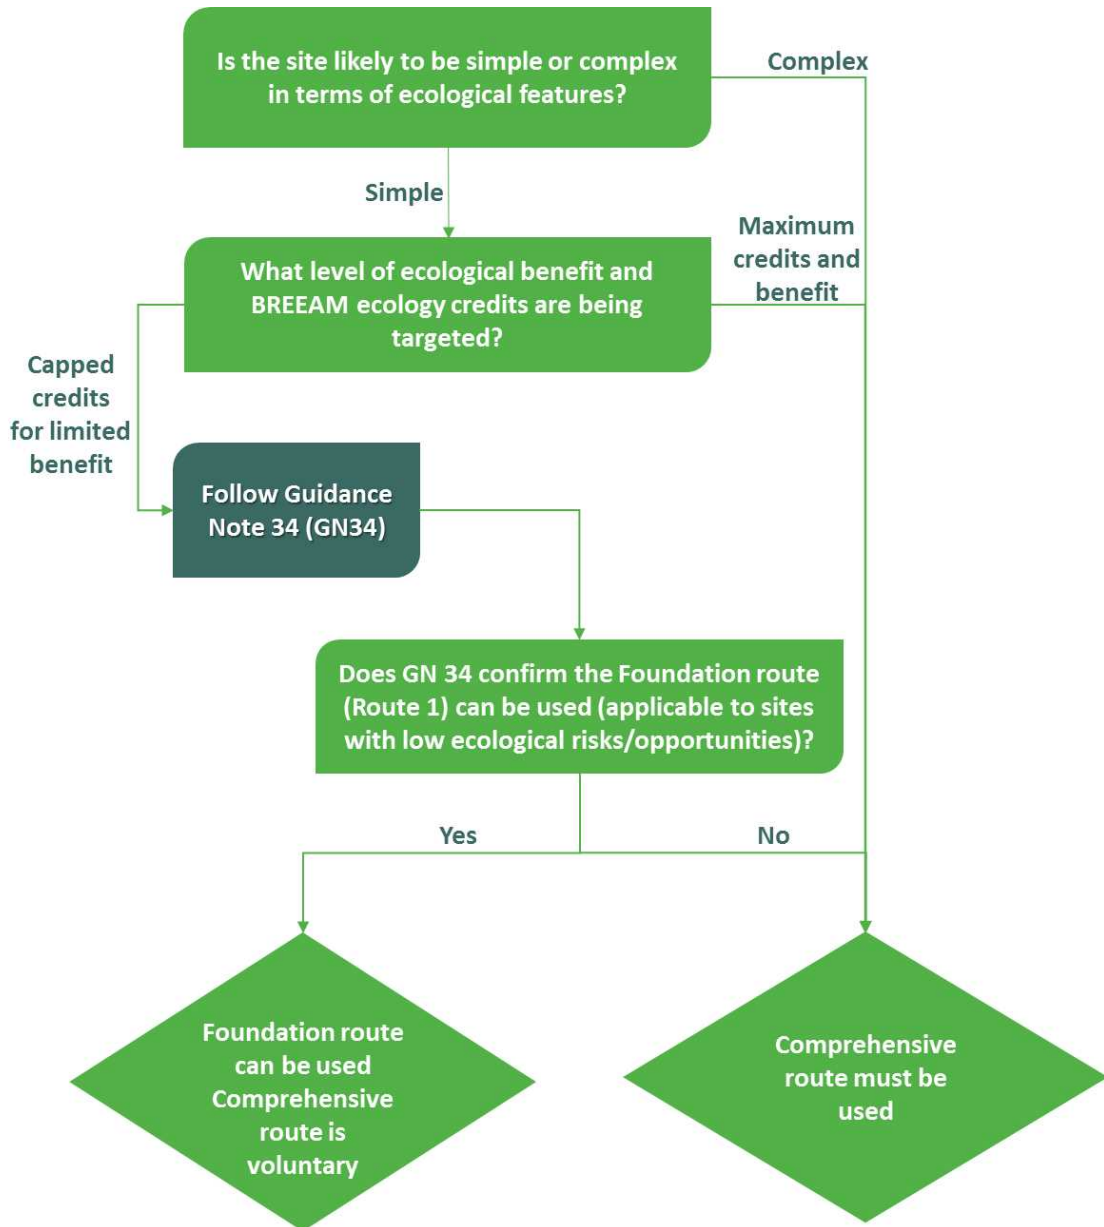 Is the site likely to be simple or complex
in terms of ecological features?
Complex
Simple
What level of ecological benefit and
BREEAM ecology credits are being
targeted?
Maximum
credits and
benefit
Capped
credits
for limited
benefit
Follow Guidance
Note 34 (GN34)
Does GN 34 confirm the Foundation route
(Route 1) can be used (applicable to sites
with low ecological risks/opportunities)?
Yes
No
Foundation route
can be used
Comprehensive
route is
voluntary
Comprehensive
route must be
used